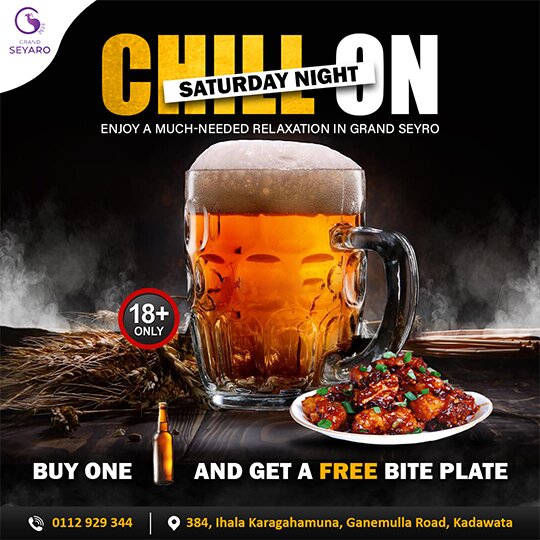 GRAND
SEYARO
CHILL ON
SATURDAY NIGHT
ENJOY A MUCH-NEEDED RELAXATION IN GRAND SEYRO
18+
ONLY
BUY ONE AND GET A FREE BITE PLATE
0112 929 344 | 384, Ihala Karagahamuna, Ganemulla Road, Kadawata